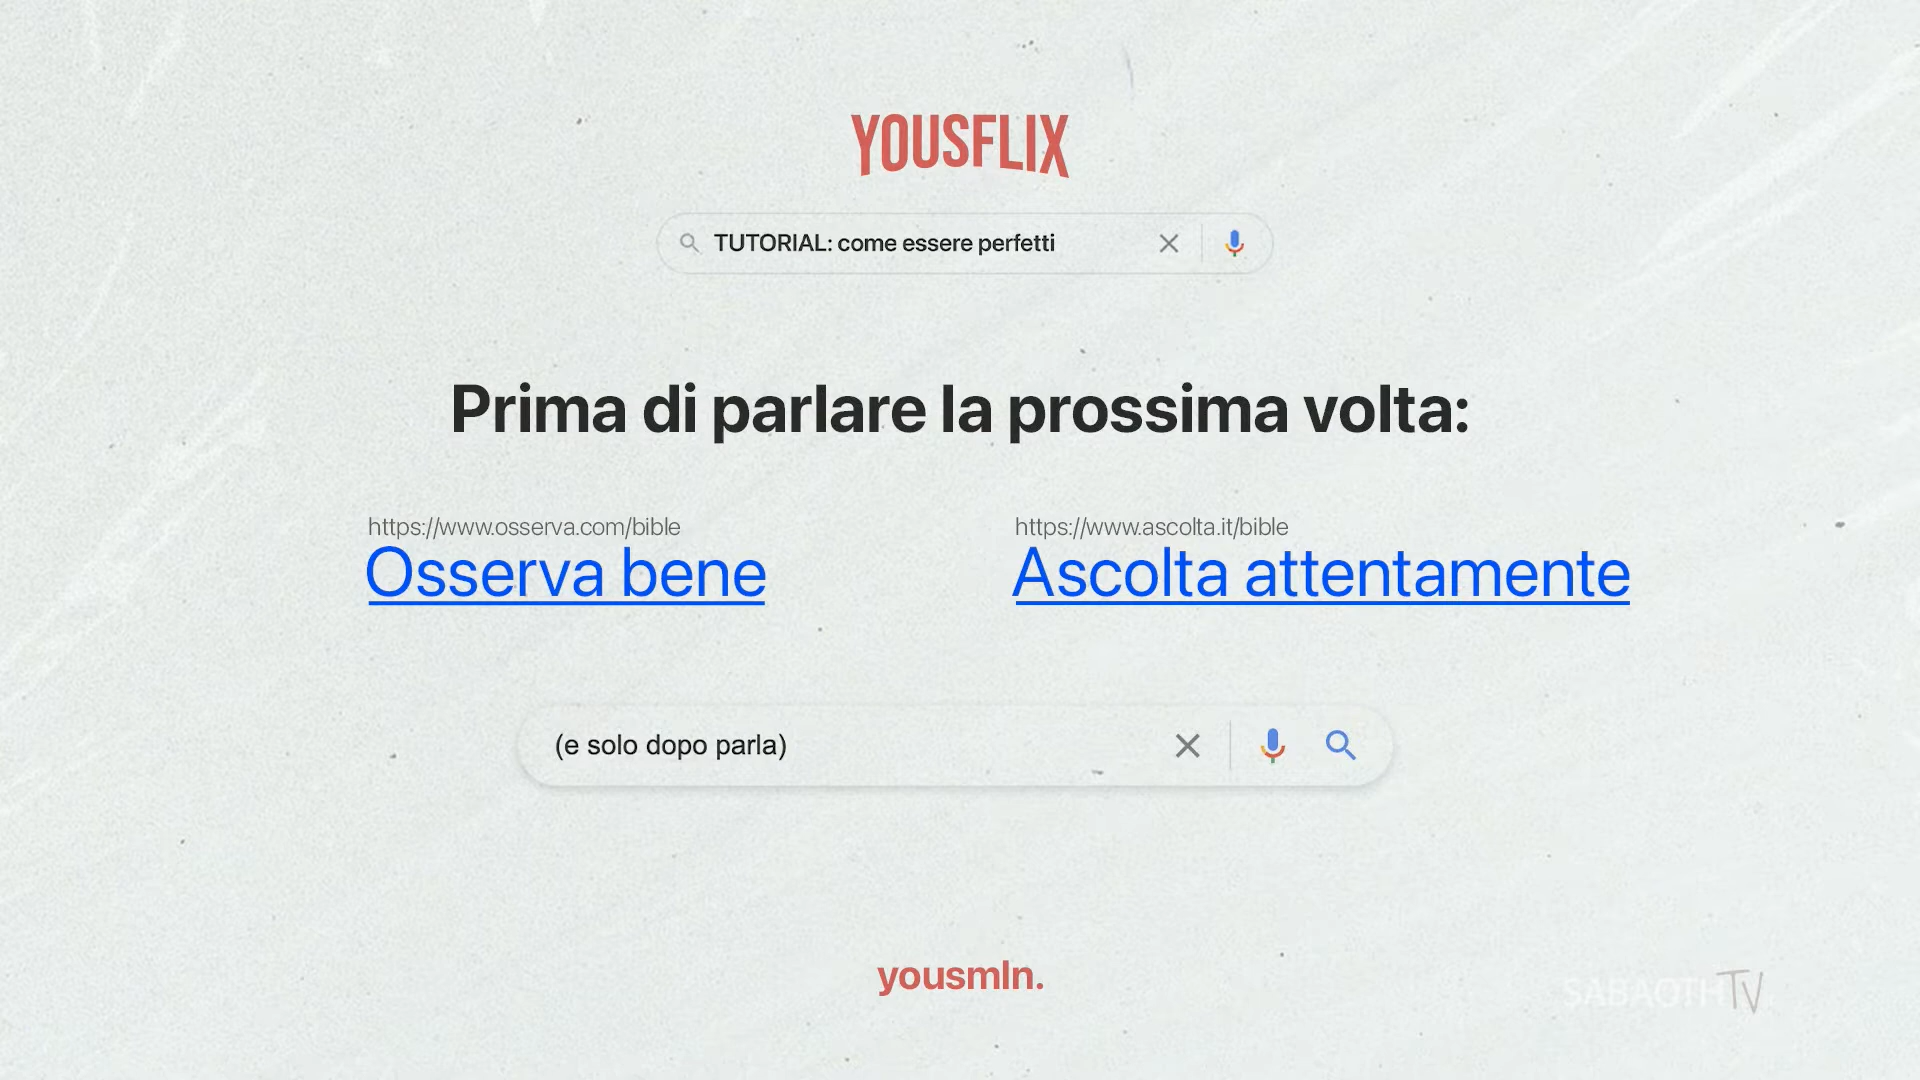 YOUSFLIX
TUTORIAL: come essere perfetti
Prima di parlare la prossima volta:
https://www.osserva.com/bible
Osserva bene
https://www.ascolta.it/bible
Ascolta attentamente
(e solo dopo parla)
yousmln.
SABAOTH TV